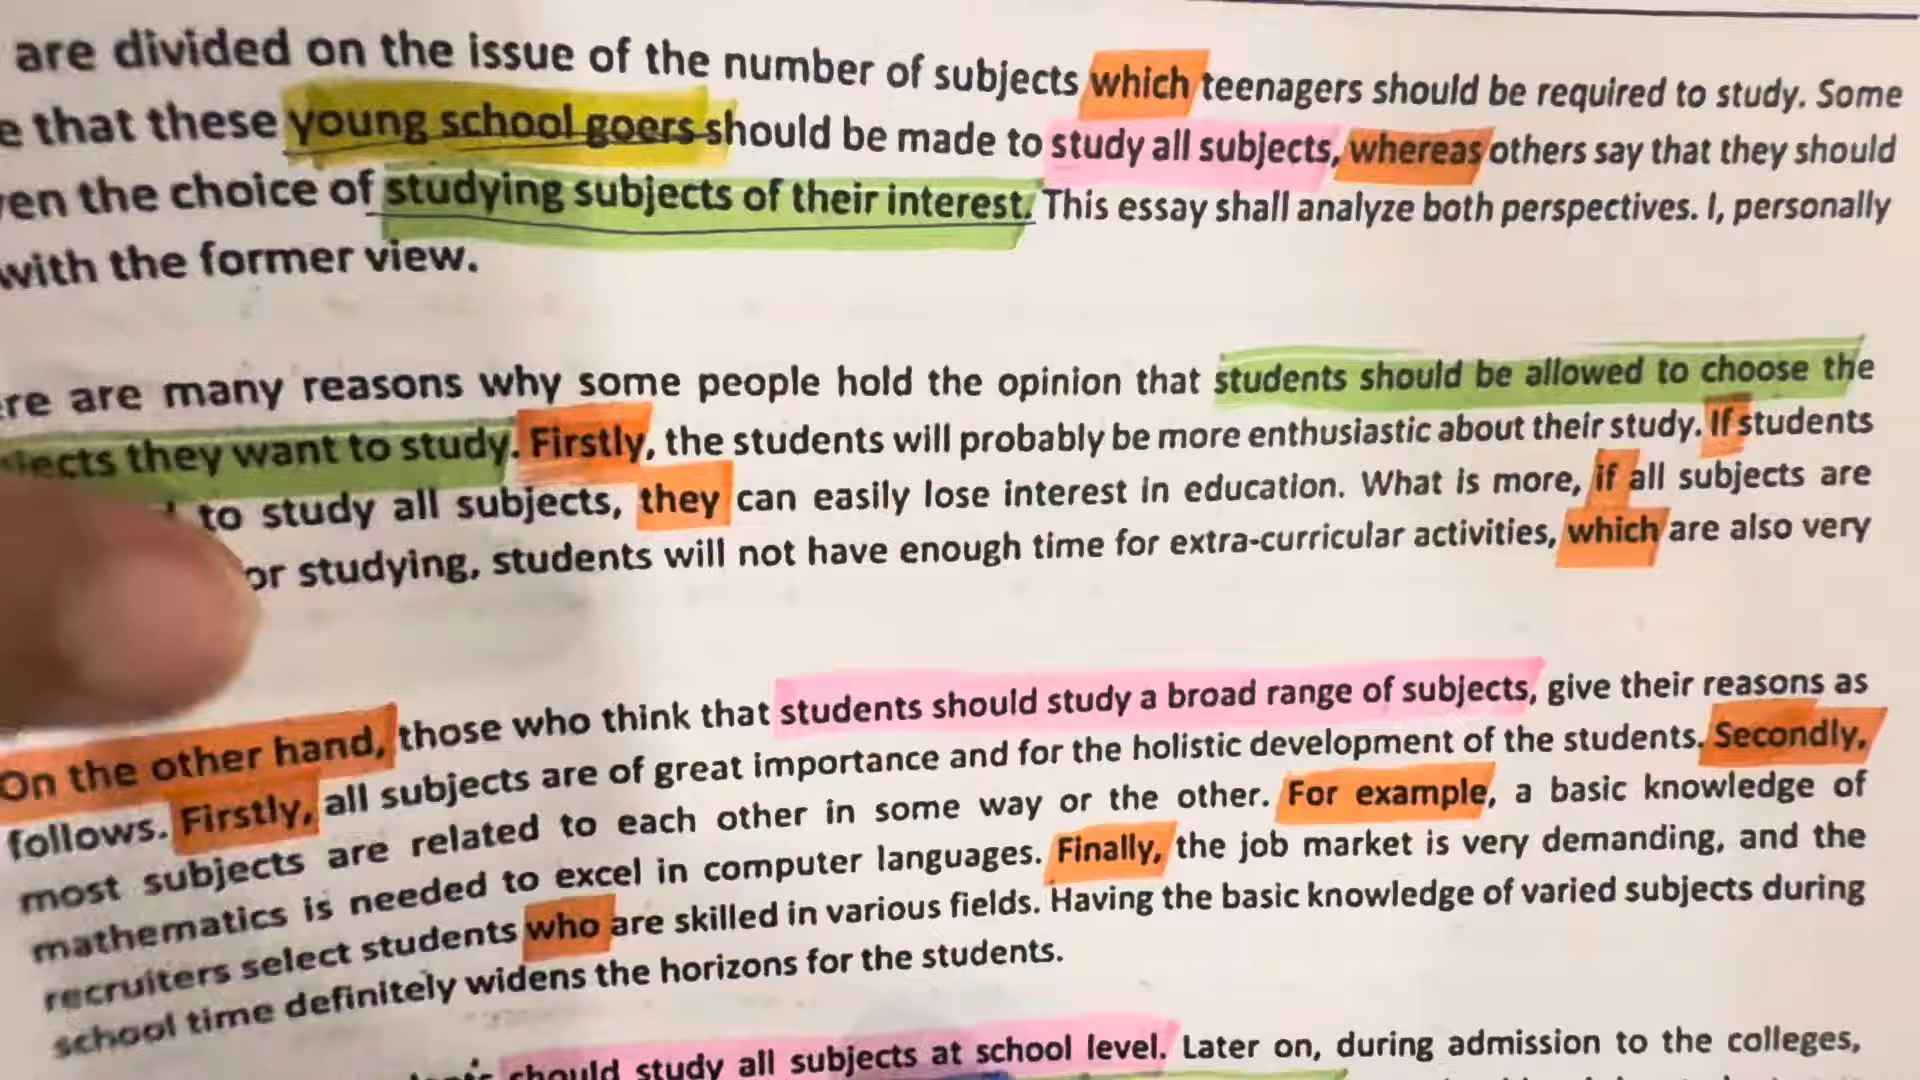 are divided on the issue of the number of subjects which teenagers should be required to study. Some
that these young school goers should be made to study all subjects, whereas others say that they should
the choice of studying subjects of their interest. This essay shall analyze both perspectives. I, personally
with the former view.
are many reasons why some people hold the opinion that students should be allowed to choose the
they want to study. Firstly, the students will probably be more enthusiastic about their study. If students
to study all subjects, they can easily lose interest in education. What is more, if all subjects are
or studying, students will not have enough time for extra-curricular activities, which are also very
On the other hand, those who think that students should study a broad range of subjects, give their reasons as
follows. Firstly, all subjects are of great importance and for the holistic development of the students. Secondly,
most subjects are related to each other in some way or the other. For example, a basic knowledge of
mathematics is needed to excel in computer languages. Finally, the job market is very demanding, and the
recruiters select students who are skilled in various fields. Having the basic knowledge of varied subjects during
school time definitely widens the horizons for the students.
should study all subjects at school level. Later on, during admission to the colleges,